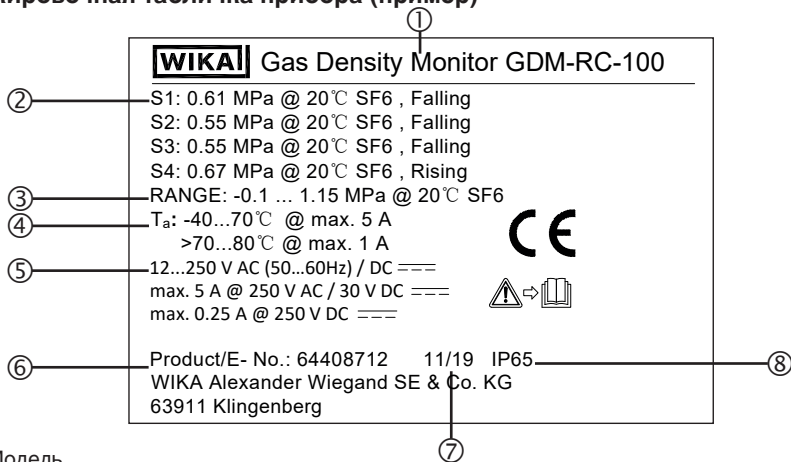 ировочная табличка прибора (пример)
①
WIKA Gas Density Monitor GDM-RC-100
② S1: 0.61 MPa @ 20℃ SF6 , Falling
S2: 0.55 MPa @ 20℃ SF6 , Falling
S3: 0.55 MPa @ 20℃ SF6 , Falling
S4: 0.67 MPa @ 20℃ SF6 , Rising
③ RANGE: -0.1 ... 1.15 MPa @ 20℃ SF6
④ Ta: -40...70℃ @ max. 5 A
>70...80℃ @ max. 1 A
CE
⑤ 12...250 V AC (50...60Hz) / DC
max. 5 A @ 250 V AC / 30 V DC
max. 0.25 A @ 250 V DC
⑥ Product/E- No.: 64408712 11/19 IP65 ⑧
WIKA Alexander Wiegand SE & Co. KG
63911 Klingenberg
⑦
Модель